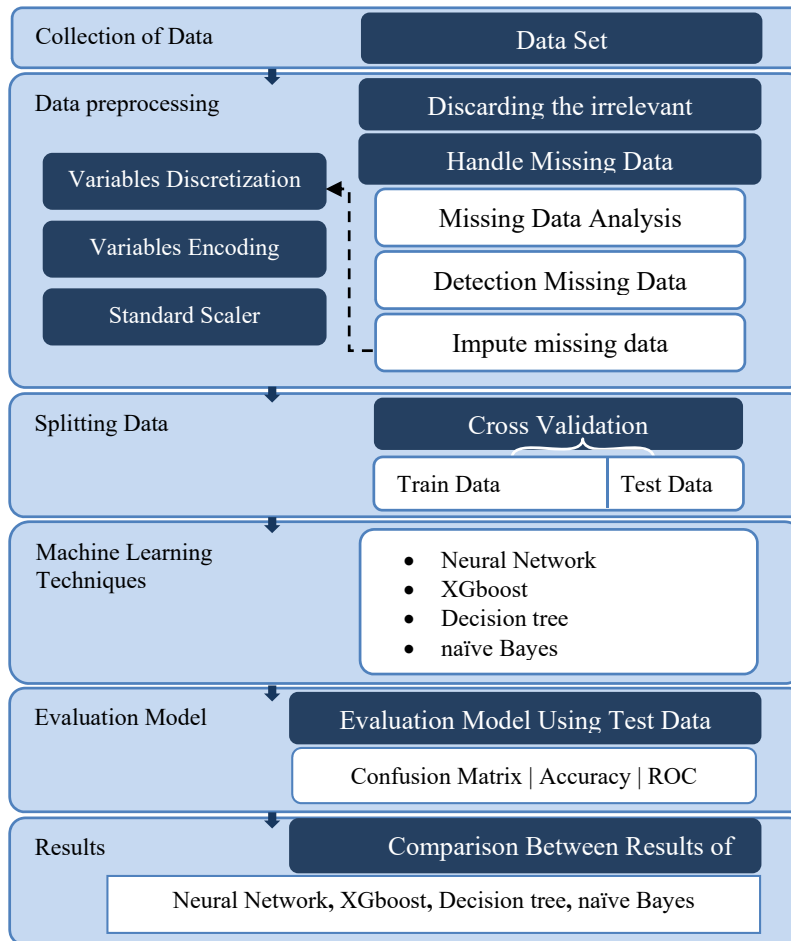 Collection of Data
Data Set
Data preprocessing
Discarding the irrelevant
Handle Missing Data
Missing Data Analysis
Detection Missing Data
Impute missing data
Variables Discretization
Variables Encoding
Standard Scaler
Splitting Data
Cross Validation
Train Data
Test Data
Machine Learning
Techniques
• Neural Network
• XGboost
• Decision tree
• naïve Bayes
Evaluation Model
Evaluation Model Using Test Data
Confusion Matrix | Accuracy | ROC
Results
Comparison Between Results of
Neural Network, XGboost, Decision tree, naïve Bayes